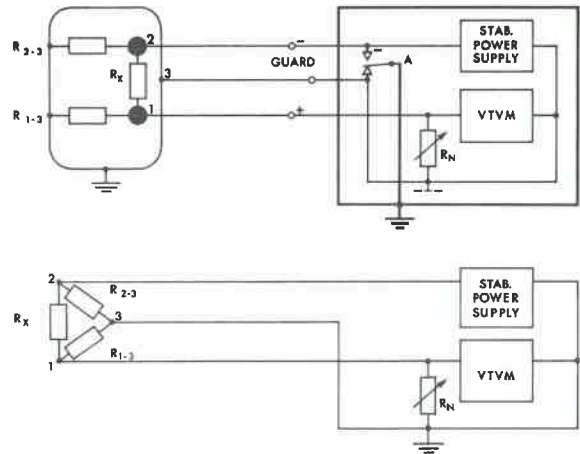 R 2-3
2
−
STAB.
POWER
SUPPLY
−
GUARD
A
RX
3
R 1-3
1
+
VTVM
RN
2
R 2-3
STAB.
POWER
SUPPLY
RX
3
1
R1-3
VTVM
RN